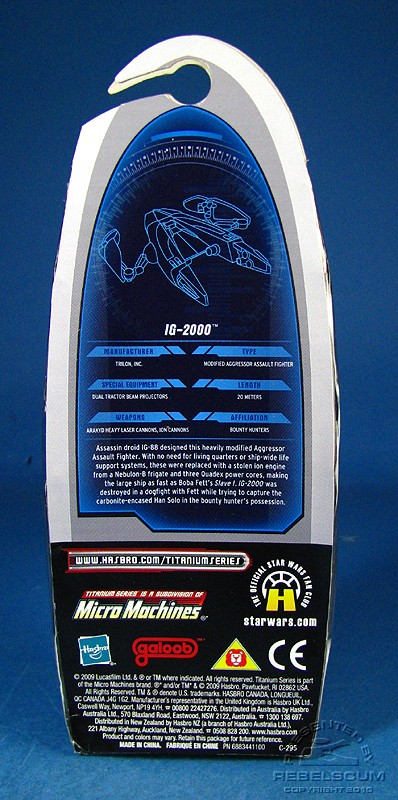 IG-2000™
MANUFACTURER
TYPE
TRILON, INC.
MODIFIED AGGRESSOR ASSAULT FIGHTER
SPECIAL EQUIPMENT
LENGTH
DUAL TRACTOR BEAM PROJECTORS
20 METERS
WEAPONS
AFFILIATION
ARAKYD HEAVY LASER CANNONS, ION CANNONS
BOUNTY HUNTERS
Assassin droid IG-88 designed this heavily modified Aggressor
Assault Fighter. With no need for living quarters or ship-wide life
support systems, these were replaced with a stolen ion engine
from a Nebulon-B frigate and three Quadex power cores, making
the large ship as fast as Boba Fett's Slave I. IG-2000 was
destroyed in a dogfight with Fett while trying to capture the
carbonite-encased Han Solo in the bounty hunter's possession.
WWW.HASBRO.COM/TITANIUMSERIES
TITANIUM SERIES IS A SUBDIVISION OF
Micro Machines®
THE OFFICIAL STAR WARS FAN CLUB
starwars.com
Hasbro
galoob™
CE
© 2009 Lucasfilm Ltd. & ® or ™ where indicated. All rights reserved. Titanium Series is part
of the Micro Machines brand. ®* and/or ™* & © 2009 Hasbro, Pawtucket, RI 02862 USA.
All Rights Reserved. TM & ® denote U.S. trademarks. HASBRO CANADA, LONGUEUIL,
QC CANADA, J4G 1G2. Manufacturer's representative in the United Kingdom is Hasbro UK Ltd.,
Caswell Way, Newport, NP19 4YH, ☎ 00800 22427276. Distributed in Australia by Hasbro
Australia Ltd., 570 Blaxland Road, Eastwood, NSW 2122, Australia. ☎ 1300 138 697.
Distributed in New Zealand by Hasbro NZ (a branch of Hasbro Australia Ltd.),
221 Albany Highway, Auckland, New Zealand. ☎ 0508 828 200. www.hasbro.com
Product and colors may vary. Retain this package for future reference.
MADE IN CHINA. FABRIQUÉ EN CHINE PN 6883441100
C-295
PRESENTED BY
REBELSCUM
COPYRIGHT 2010